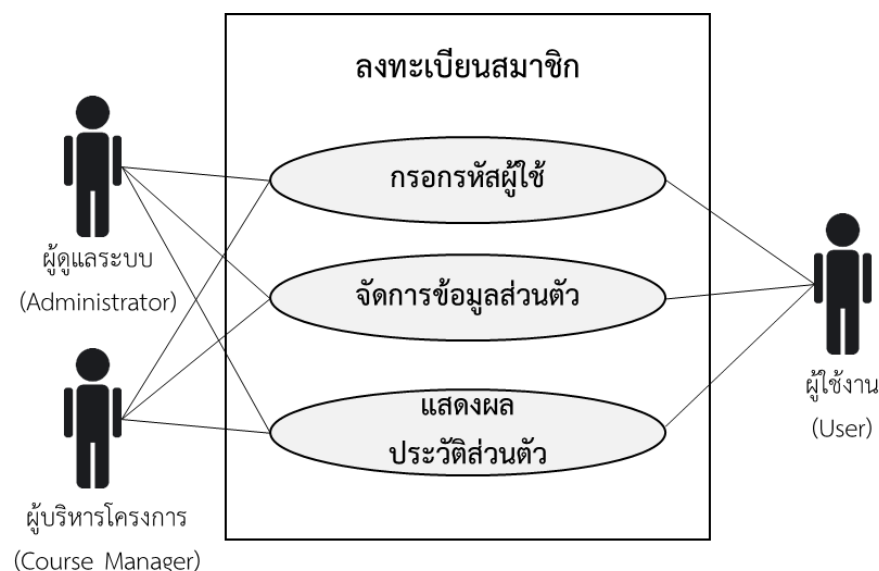 ลงทะเบียนสมาชิก
กรอกรหัสผู้ใช้
ผู้ดูแลระบบ
(Administrator)
จัดการข้อมูลส่วนตัว
ผู้ใช้งาน
(User)
แสดงผล
ประวัติส่วนตัว
ผู้บริหารโครงการ
(Course Manager)